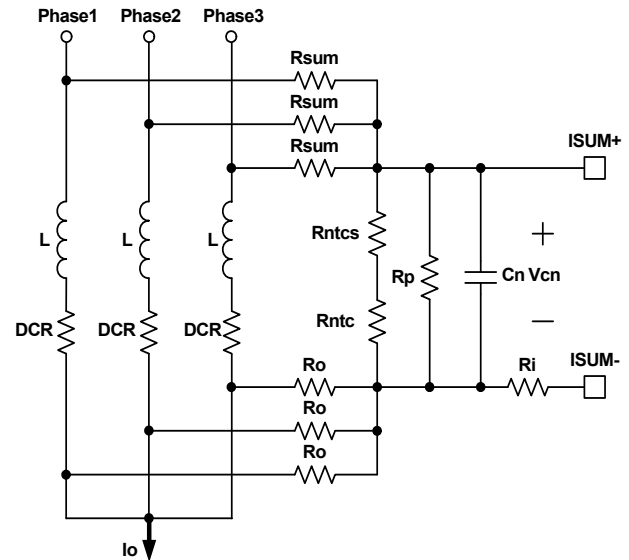 Phase1 Phase2 Phase3
Rsum
Rsum
Rsum
ISUM+
L L L
Rntcs
+
Rp
Cn Vcn
DCR DCR DCR
Rntc
−
Ro
Ri
ISUM-
Ro
Ro
Io